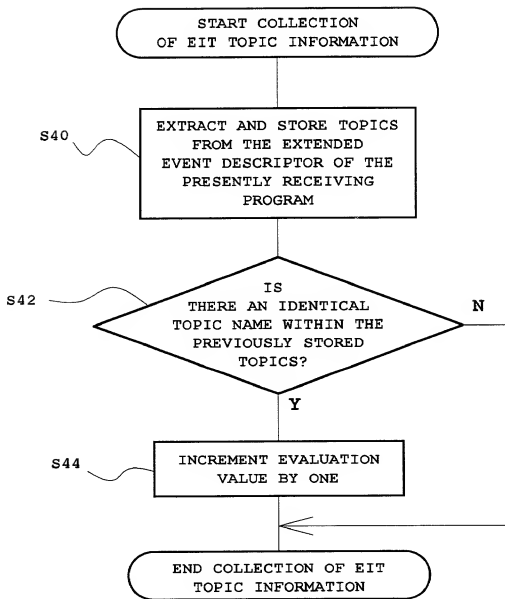 START COLLECTION
OF EIT TOPIC INFORMATION
S40
EXTRACT AND STORE TOPICS
FROM THE EXTENDED
EVENT DESCRIPTOR OF THE
PRESENTLY RECEIVING
PROGRAM
S42
IS
THERE AN IDENTICAL
TOPIC NAME WITHIN THE
PREVIOUSLY STORED
TOPICS?
N
Y
S44
INCREMENT EVALUATION
VALUE BY ONE
END COLLECTION OF EIT
TOPIC INFORMATION